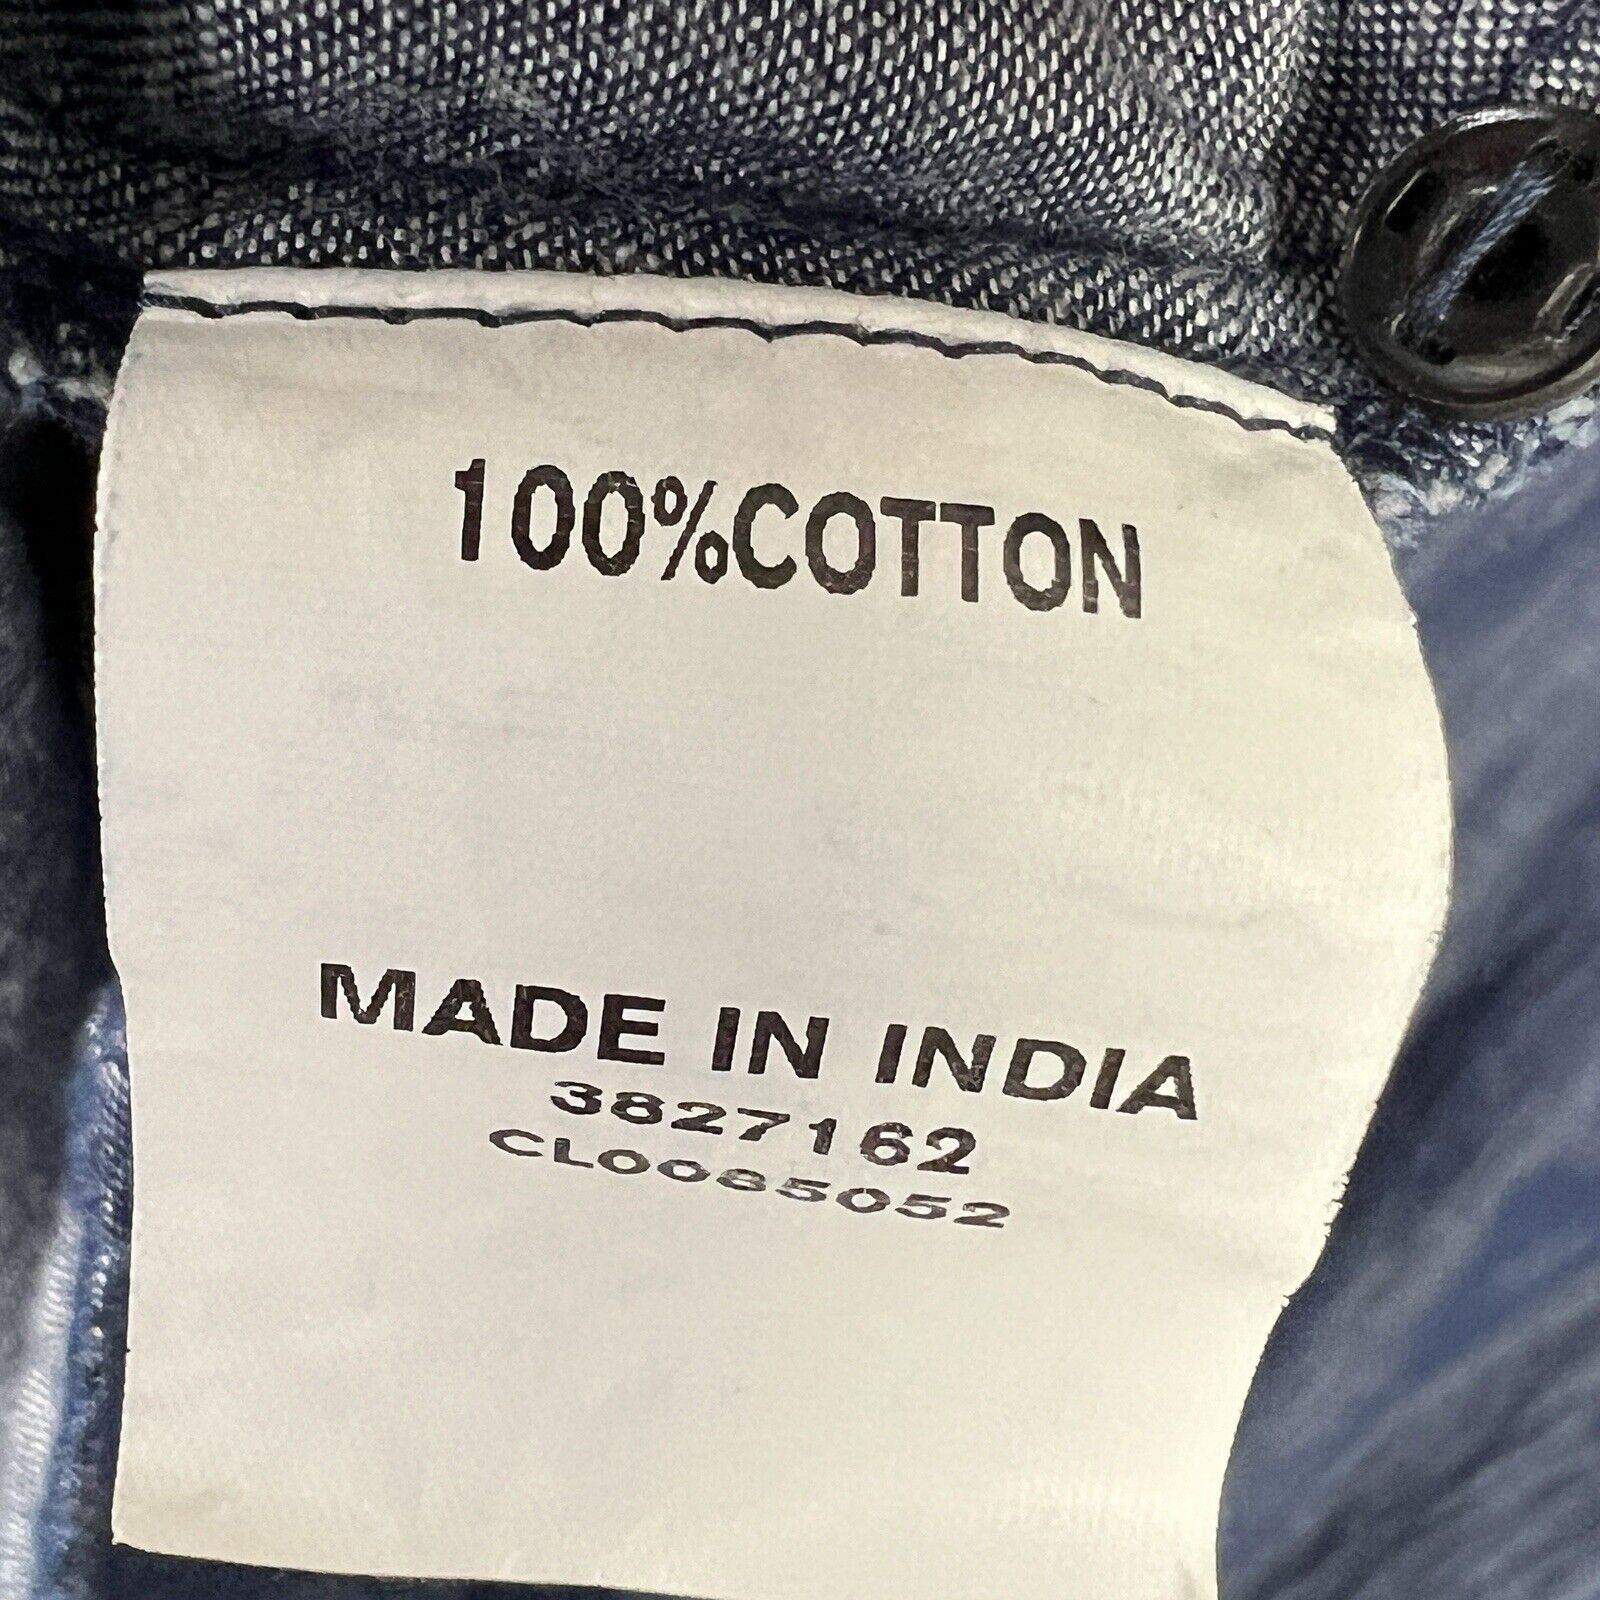 100%COTTON
MADE IN INDIA
3827162
CL0085052